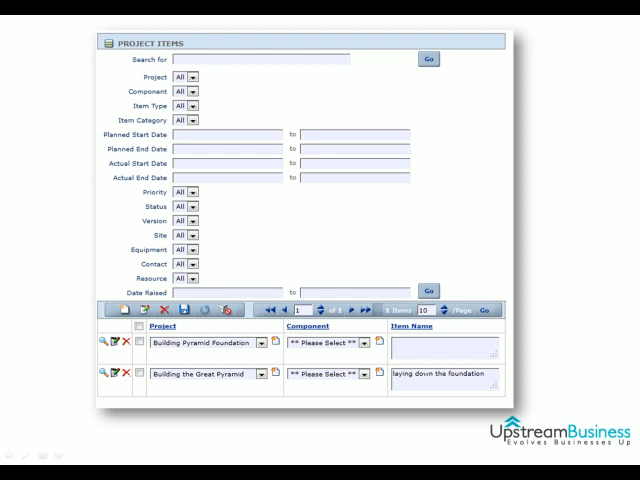 PROJECT ITEMS
Search for Go
Project All
Component All
Item Type All
Item Category All
Planned Start Date to
Planned End Date to
Actual Start Date to
Actual End Date to
Priority All
Status All
Version All
Site All
Equipment All
Contact All
Resource All
Date Raised to Go
1 of 1 1 Items 10 /Page Go
Project Component Item Name
Building Pyramid Foundation ** Please Select **
Building the Great Pyramid ** Please Select ** laying down the foundation
UpstreamBusiness
Evolves Businesses Up